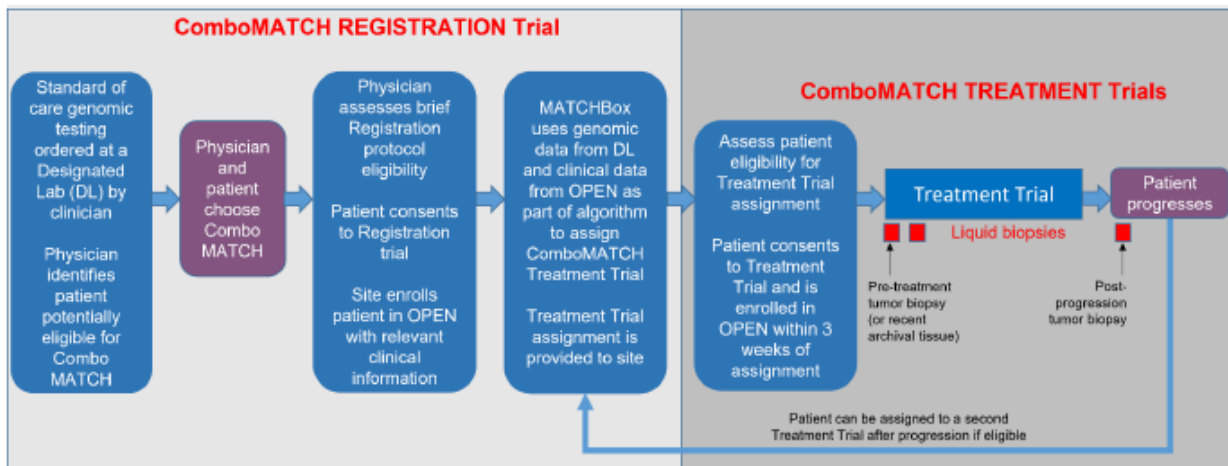 ComboMATCH REGISTRATION Trial
Standard of
care genomic
testing
ordered at a
Designated
Lab (DL) by
clinician
Physician
identifies
patient
potentially
eligible for
Combo
MATCH
Physician
and
patient
choose
Combo
MATCH
Physician
assesses brief
Registration
protocol
eligibility
Patient consents
to Registration
trial
Site enrolls
patient in OPEN
with relevant
clinical
information
MATCHBox
uses genomic
data from DL
and clinical data
from OPEN as
part of algorithm
to assign
ComboMATCH
Treatment Trial
Treatment Trial
assignment is
provided to site
ComboMATCH TREATMENT Trials
Assess patient
eligibility for
Treatment Trial
assignment
Patient consents
to Treatment
Trial and is
enrolled in
OPEN within 3
weeks of
assignment
Treatment Trial
Liquid biopsies
Pre-treatment
tumor biopsy
(or recent
archival tissue)
Patient
progresses
Post-
progression
tumor biopsy
Patient can be assigned to a second
Treatment Trial after progression if eligible